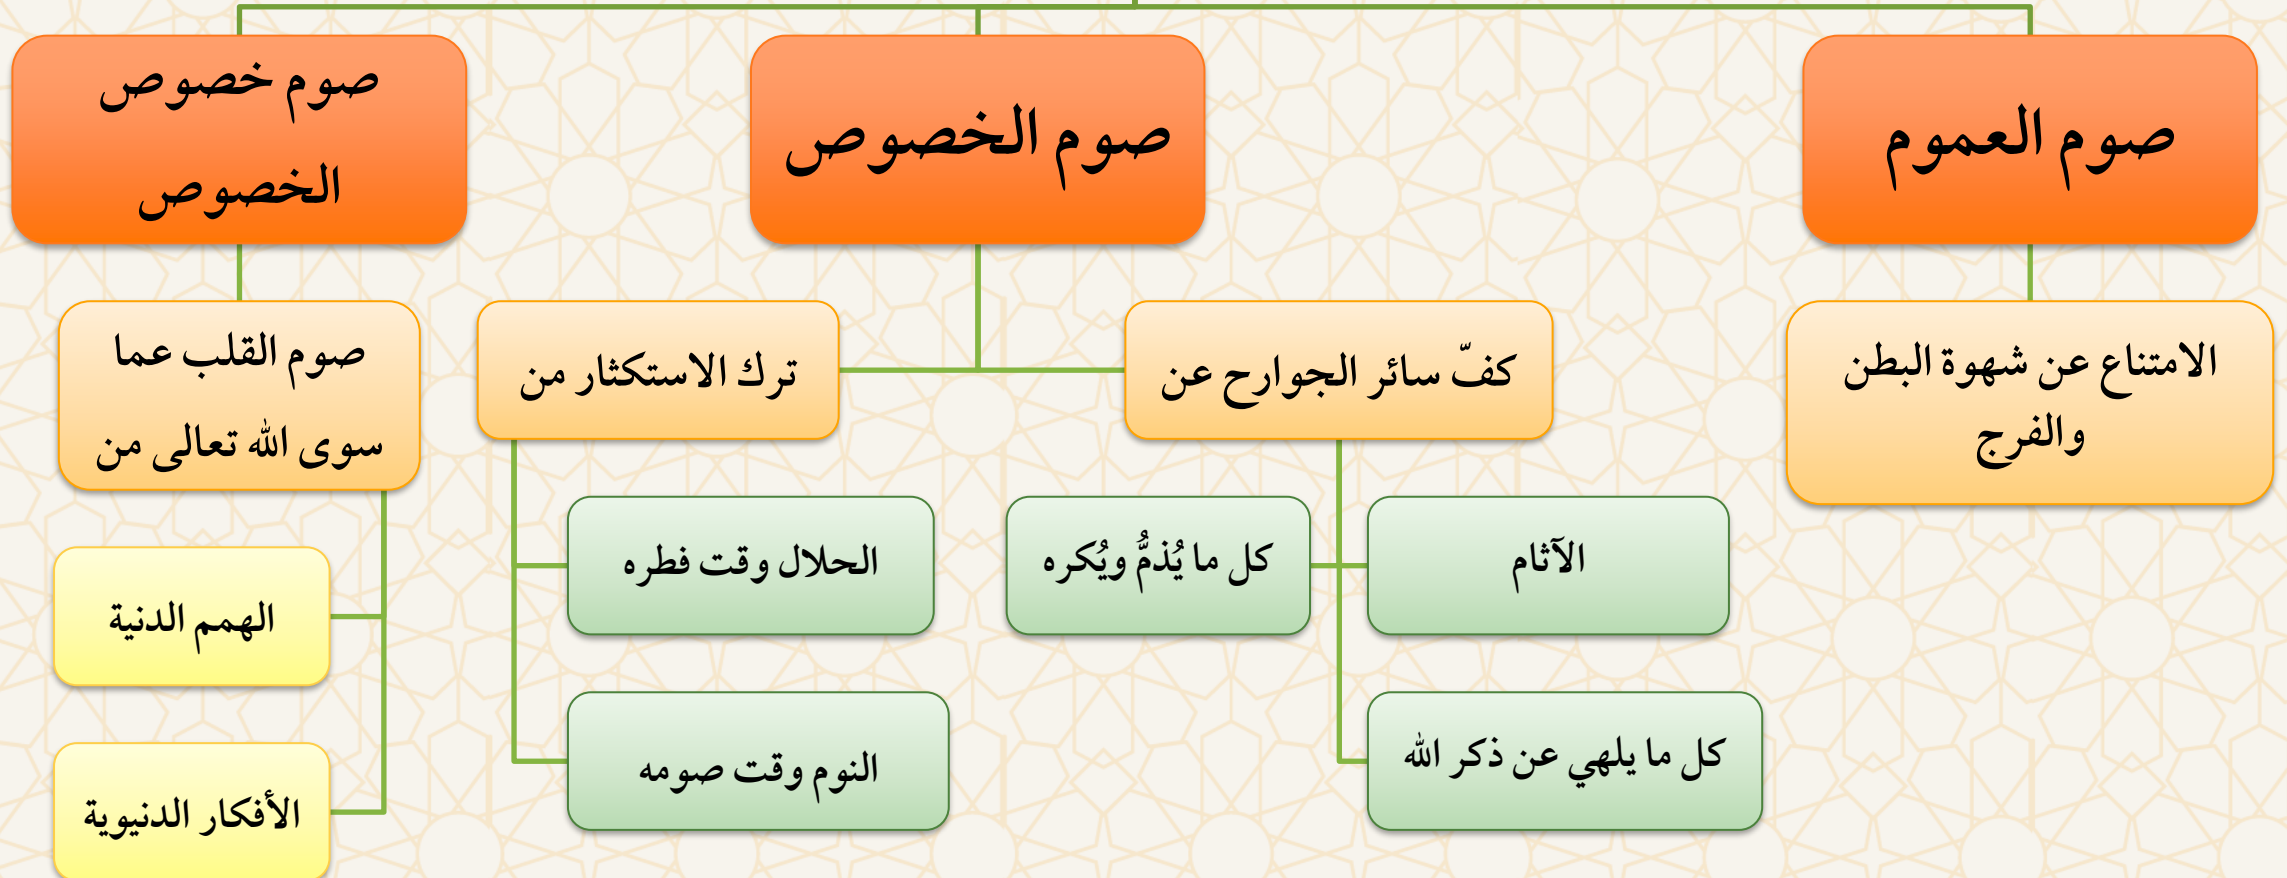 صوم العموم
الامتناع عن شهوة البطن
والفرج
صوم الخصوص
كفّ سائر الجوارح عن
الآثام
كل ما يُذمُّ ويُكره
كل ما يلهي عن ذكر الله
ترك الاستكثار من
الحلال وقت فطره
النوم وقت صومه
صوم خصوص
الخصوص
صوم القلب عما
سوى الله تعالى من
الهمم الدنية
الأفكار الدنيوية